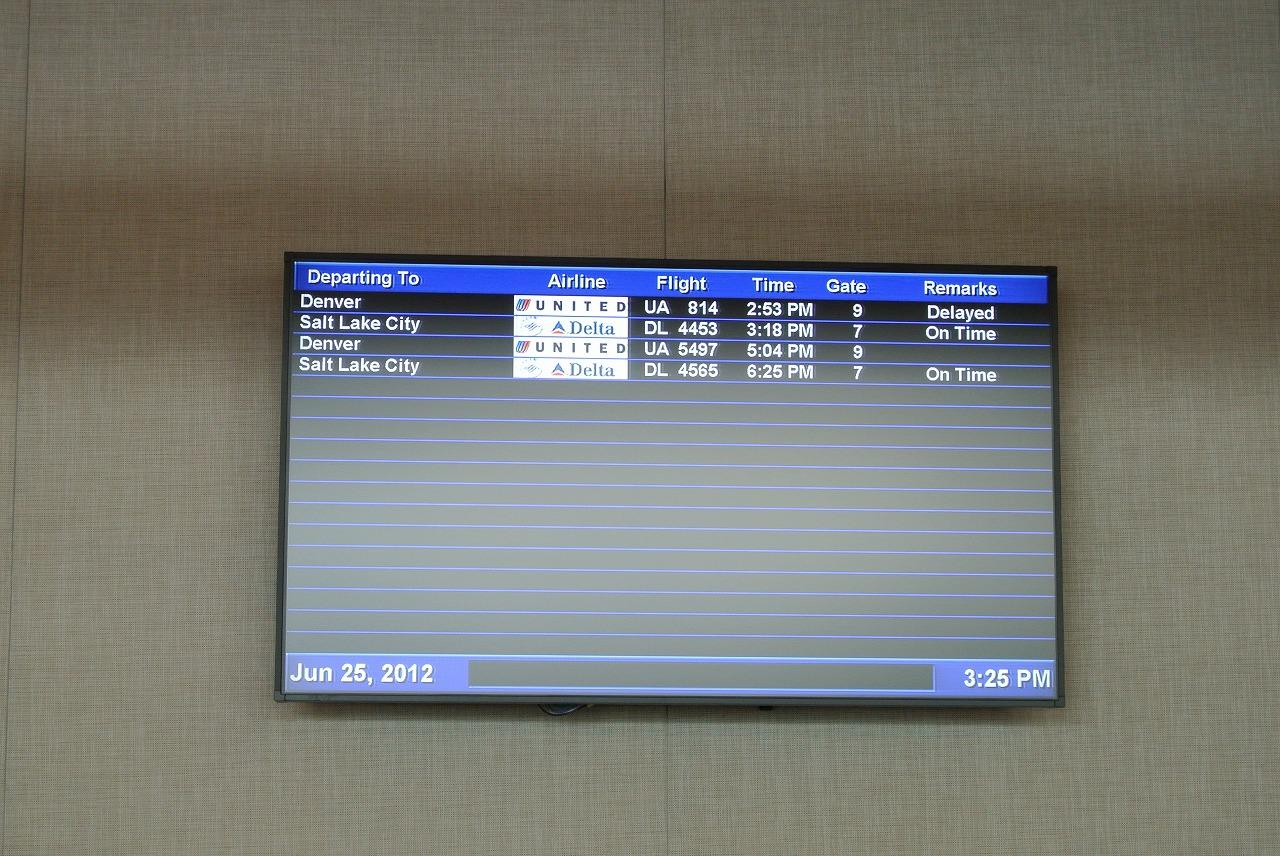 Departing To Airline Flight Time Gate Remarks
Denver UNITED UA 814 2:53 PM 9 Delayed
Salt Lake City Delta DL 4453 3:18 PM 7 On Time
Denver UNITED UA 5497 5:04 PM 9
Salt Lake City Delta DL 4565 6:25 PM 7 On Time
Jun 25, 2012 3:25 PM